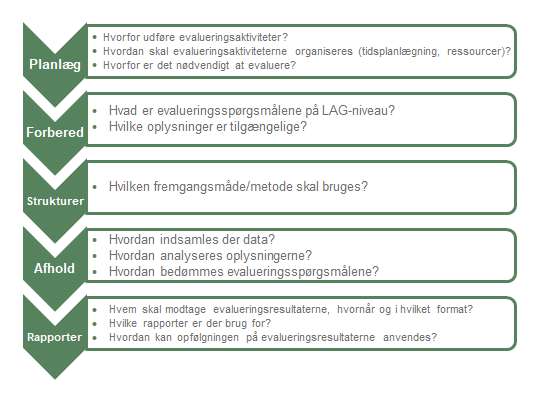 Planlæg
• Hvorfor udføre evalueringsaktiviteter?
• Hvordan skal evalueringsaktiviteterne organiseres (tidsplanlægning, ressourcer)?
• Hvorfor er det nødvendigt at evaluere?
Forbered
• Hvad er evalueringsspørgsmålene på LAG-niveau?
• Hvilke oplysninger er tilgængelige?
Strukturer
• Hvilken fremgangsmåde/metode skal bruges?
Afhold
• Hvordan indsamles der data?
• Hvordan analyseres oplysningerne?
• Hvordan bedømmes evalueringsspørgsmålene?
Rapporter
• Hvem skal modtage evalueringsresultaterne, hvornår og i hvilket format?
• Hvilke rapporter er der brug for?
• Hvordan kan opfølgningen på evalueringsresultaterne anvendes?